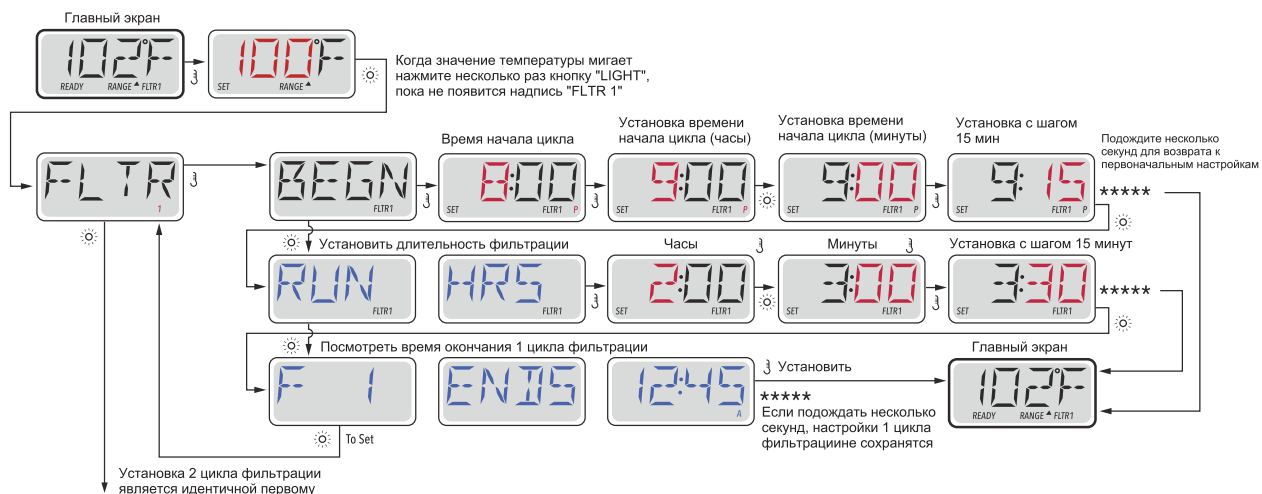 Главный экран
102°F
READY RANGE FLTR1
100°F
SET RANGE
Когда значение температуры мигает
нажмите несколько раз кнопку "LIGHT",
пока не появится надпись "FLTR 1"
FLTR
1
BEGN
FLTR1
Время начала цикла
8:00
SET FLTR1 P
Установка времени
начала цикла (часы)
9:00
SET FLTR1 P
Установка времени
начала цикла (минуты)
9:00
SET FLTR1 P
Установка с шагом
15 мин
9:15
SET FLTR1 P
*****
Подождите несколько
секунд для возврата к
первоначальным настройкам
Установить длительность фильтрации
RUN
FLTR1
HRS
FLTR1
Часы
2:00
SET FLTR1
Минуты
3:00
SET FLTR1
Установка с шагом 15 минут
3:30
SET FLTR1
*****
Посмотреть время окончания 1 цикла фильтрации
F 1
ENDS
12:45
A
Установить
*****
Если подождать несколько
секунд, настройки 1 цикла
фильтрациине сохранятся
Главный экран
102°F
READY RANGE FLTR1
To Set
Установка 2 цикла фильтрации
является идентичной первому